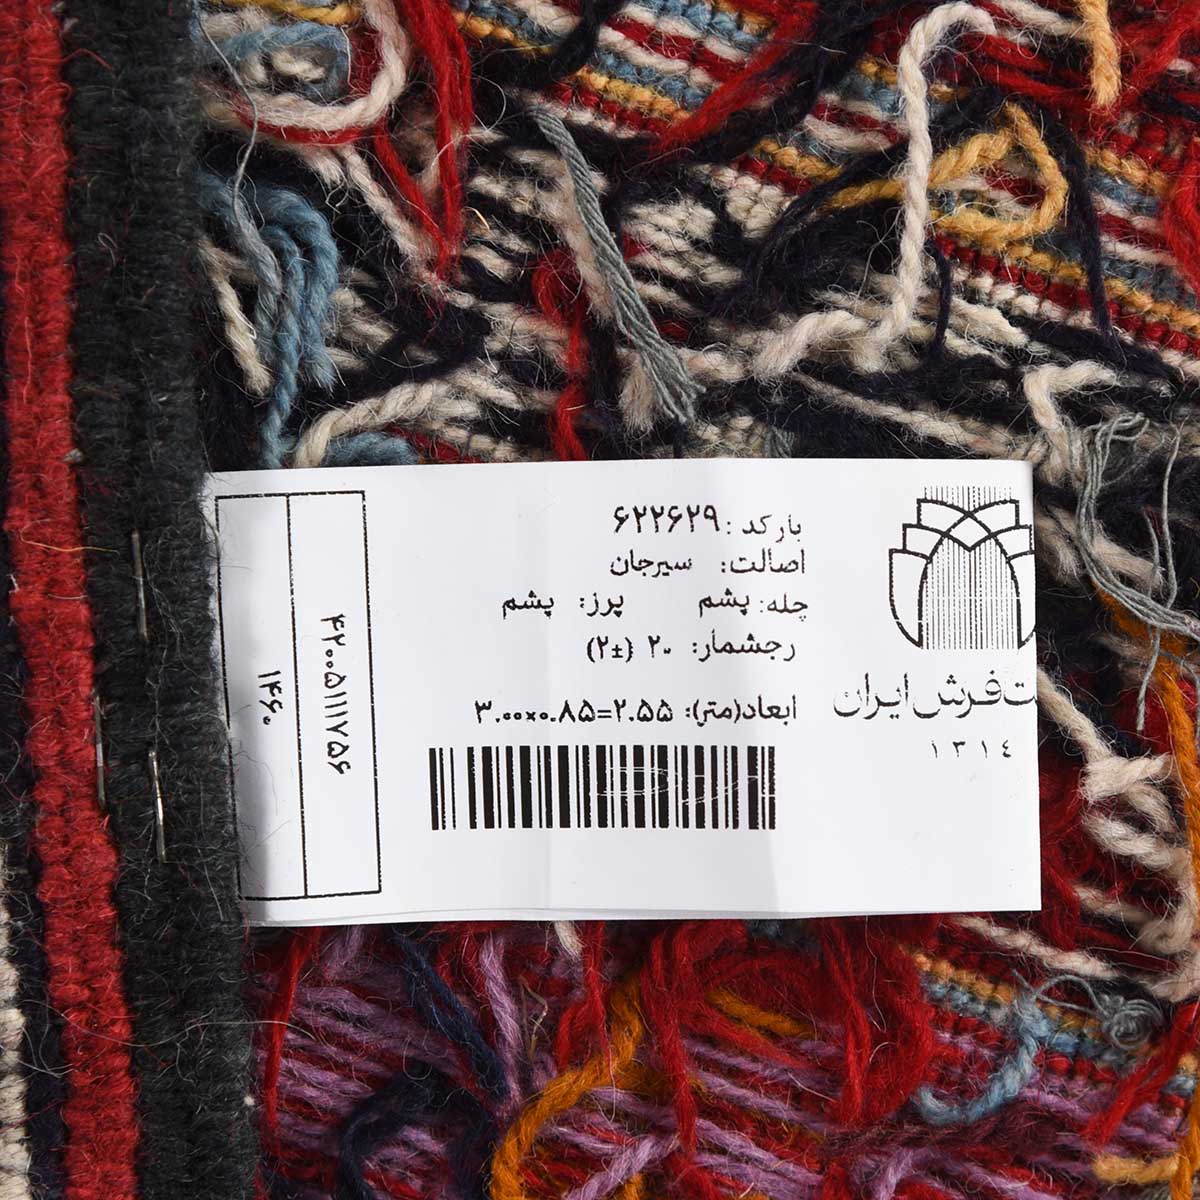 بارکد: ۶۲۲۶۲۹
اصالت: سیرجان
چله: پشم پرز: پشم
رجشمار: ۲۰ (±۲)
ابعاد(متر): ۳.۰۰×۰.۸۵=۲.۵۵
ت فرش ایران
۱۳۱٤
۴۲۰۰۵۱۱۱۷۵۶
۱۴۶۰